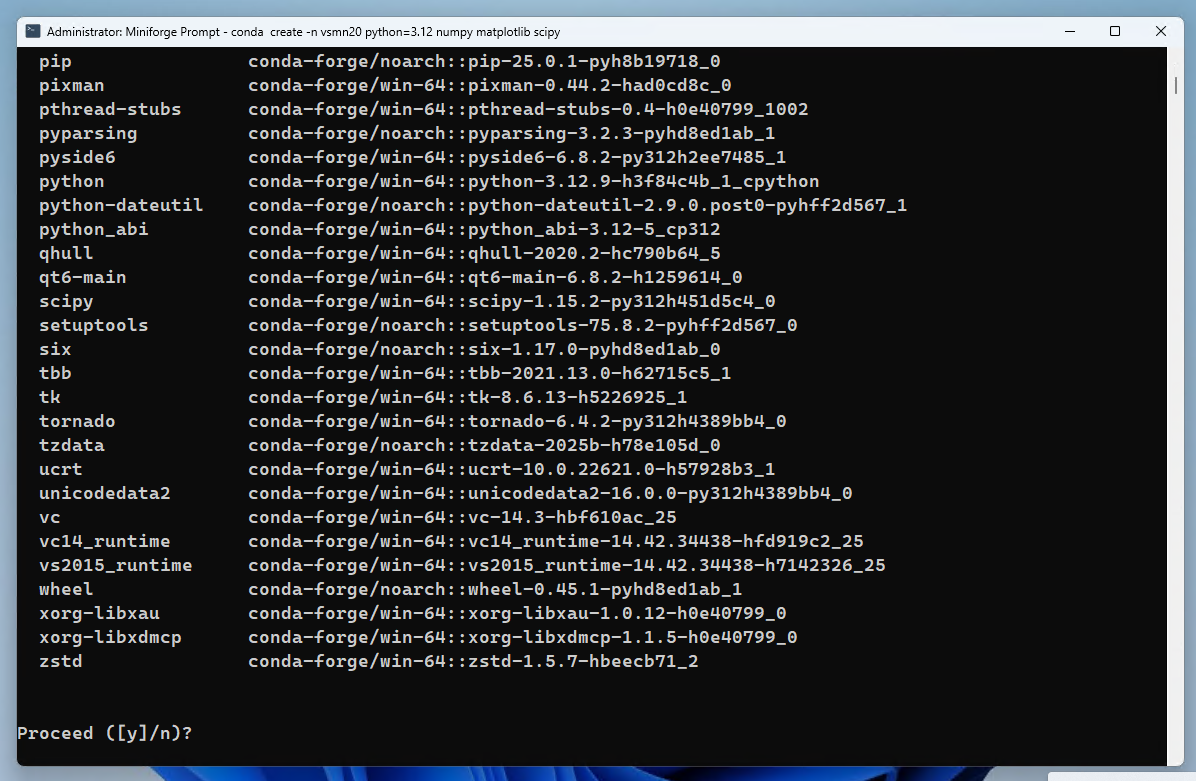 Administrator: Miniforge Prompt - conda  create -n vsmn20 python=3.12 numpy matplotlib scipy
pip conda-forge/noarch::pip-25.0.1-pyh8b19718_0
pixman conda-forge/win-64::pixman-0.44.2-had0cd8c_0
pthread-stubs conda-forge/win-64::pthread-stubs-0.4-h0e40799_1002
pyparsing conda-forge/noarch::pyparsing-3.2.3-pyhd8ed1ab_1
pyside6 conda-forge/win-64::pyside6-6.8.2-py312h2ee7485_1
python conda-forge/win-64::python-3.12.9-h3f84c4b_1_cpython
python-dateutil conda-forge/noarch::python-dateutil-2.9.0.post0-pyhff2d567_1
python_abi conda-forge/win-64::python_abi-3.12-5_cp312
qhull conda-forge/win-64::qhull-2020.2-hc790b64_5
qt6-main conda-forge/win-64::qt6-main-6.8.2-h1259614_0
scipy conda-forge/win-64::scipy-1.15.2-py312h451d5c4_0
setuptools conda-forge/noarch::setuptools-75.8.2-pyhff2d567_0
six conda-forge/noarch::six-1.17.0-pyhd8ed1ab_0
tbb conda-forge/win-64::tbb-2021.13.0-h62715c5_1
tk conda-forge/win-64::tk-8.6.13-h5226925_1
tornado conda-forge/win-64::tornado-6.4.2-py312h4389bb4_0
tzdata conda-forge/noarch::tzdata-2025b-h78e105d_0
ucrt conda-forge/win-64::ucrt-10.0.22621.0-h57928b3_1
unicodedata2 conda-forge/win-64::unicodedata2-16.0.0-py312h4389bb4_0
vc conda-forge/win-64::vc-14.3-hbf610ac_25
vc14_runtime conda-forge/win-64::vc14_runtime-14.42.34438-hfd919c2_25
vs2015_runtime conda-forge/win-64::vs2015_runtime-14.42.34438-h7142326_25
wheel conda-forge/noarch::wheel-0.45.1-pyhd8ed1ab_1
xorg-libxau conda-forge/win-64::xorg-libxau-1.0.12-h0e40799_0
xorg-libxdmcp conda-forge/win-64::xorg-libxdmcp-1.1.5-h0e40799_0
zstd conda-forge/win-64::zstd-1.5.7-hbeecb71_2
Proceed ([y]/n)?